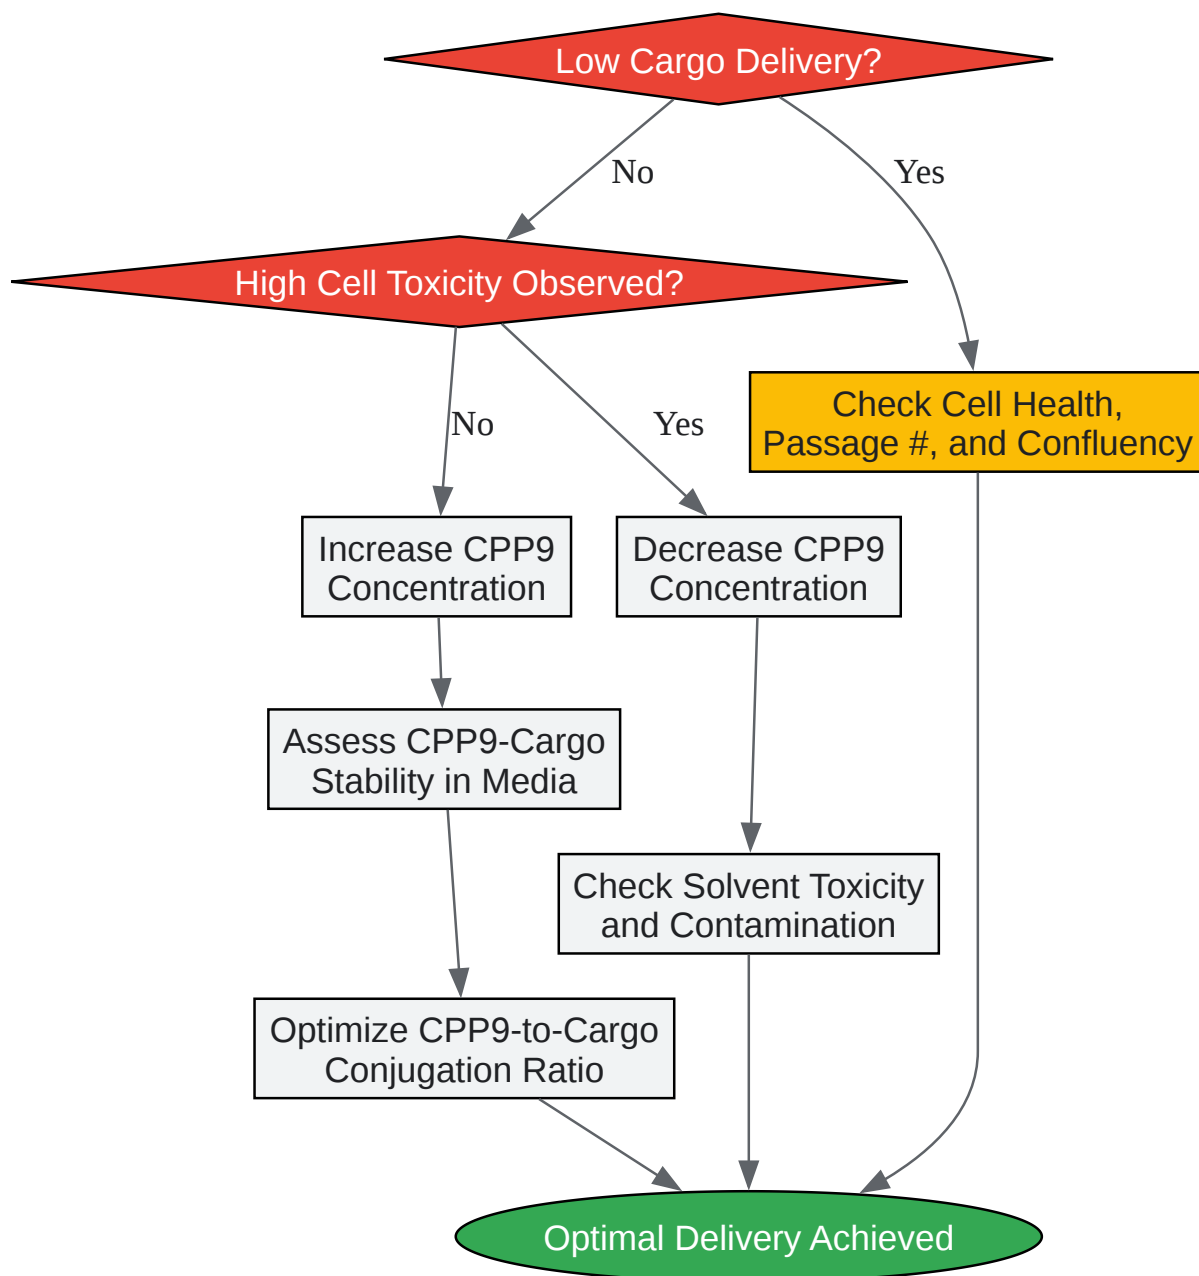 Low Cargo Delivery?
No
Yes
High Cell Toxicity Observed?
Check Cell Health,
Passage #, and Confluency
No
Yes
Increase CPP9
Concentration
Decrease CPP9
Concentration
Assess CPP9-Cargo
Stability in Media
Check Solvent Toxicity
and Contamination
Optimize CPP9-to-Cargo
Conjugation Ratio
Optimal Delivery Achieved